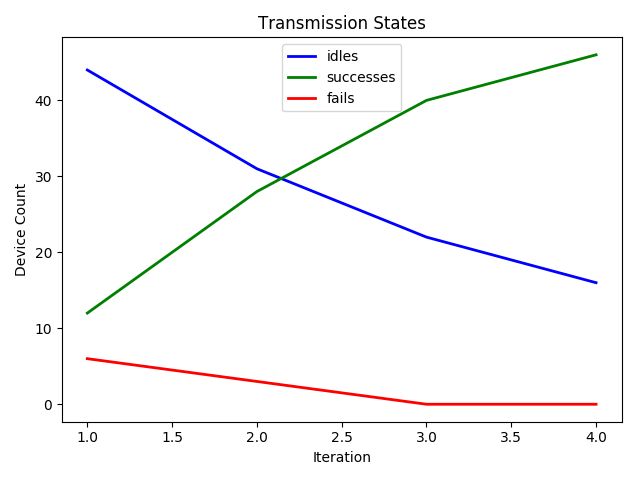 Transmission States
idles
successes
fails
Device Count
40
30
20
10
0
1.0 1.5 2.0 2.5 3.0 3.5 4.0
Iteration